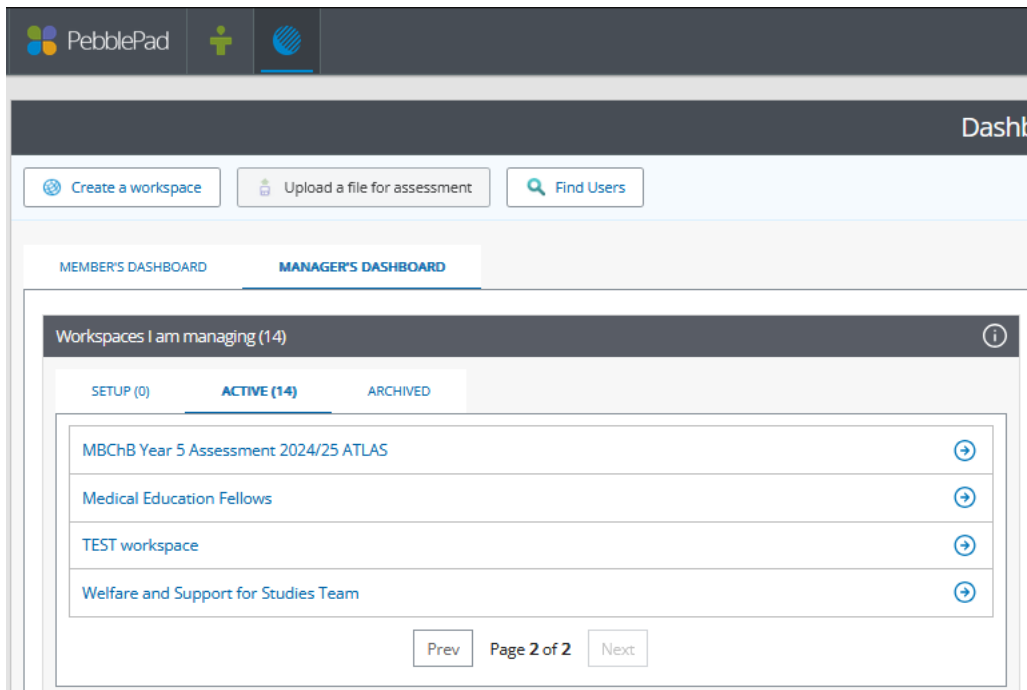 PebblePad
Dashb
Create a workspace
Upload a file for assessment
Find Users
MEMBER'S DASHBOARD
MANAGER'S DASHBOARD
Workspaces I am managing (14)
SETUP (0)
ACTIVE (14)
ARCHIVED
MBChB Year 5 Assessment 2024/25 ATLAS
Medical Education Fellows
TEST workspace
Welfare and Support for Studies Team
Prev Page 2 of 2 Next